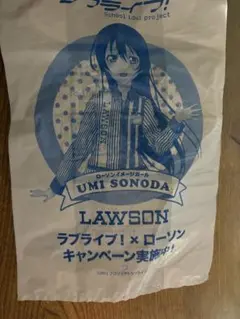 ラブライブ!
School idol project
ローソンイメージガール
UMI SONODA
LAWSON
ラブライブ!×ローソン
キャンペーン実施中!